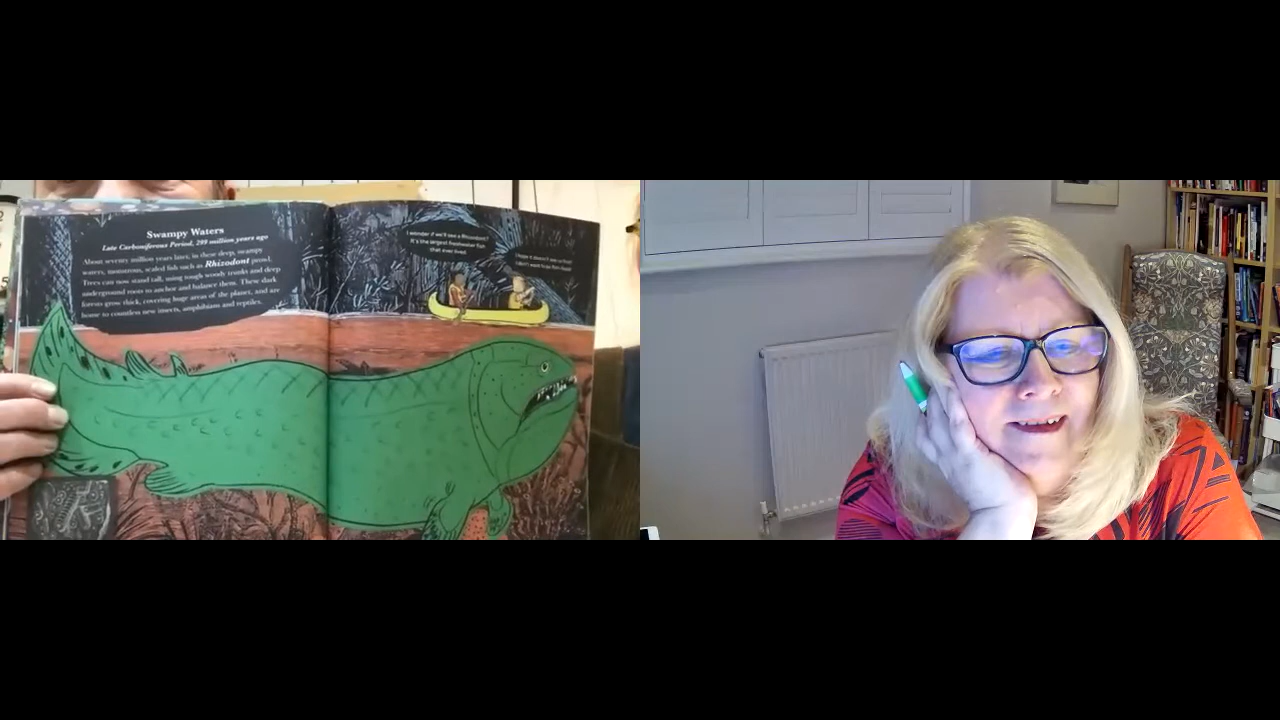 Swampy Waters
Late Carboniferous Period, 299 million years ago
About seventy million years later, in these deep, swampy
waters, monstrous, scaled fish such as Rhizodont prowl.
Trees can now stand tall, using tough woody trunks and deep
underground roots to anchor and balance them. These dark
forests grow thick, covering huge areas of the planet, and are
home to countless new insects, amphibians and reptiles.
I wonder if we'll see a Rhizodont?
It's the largest freshwater fish
that ever lived.
I hope it doesn't see us first!
I don't want to be fish food!